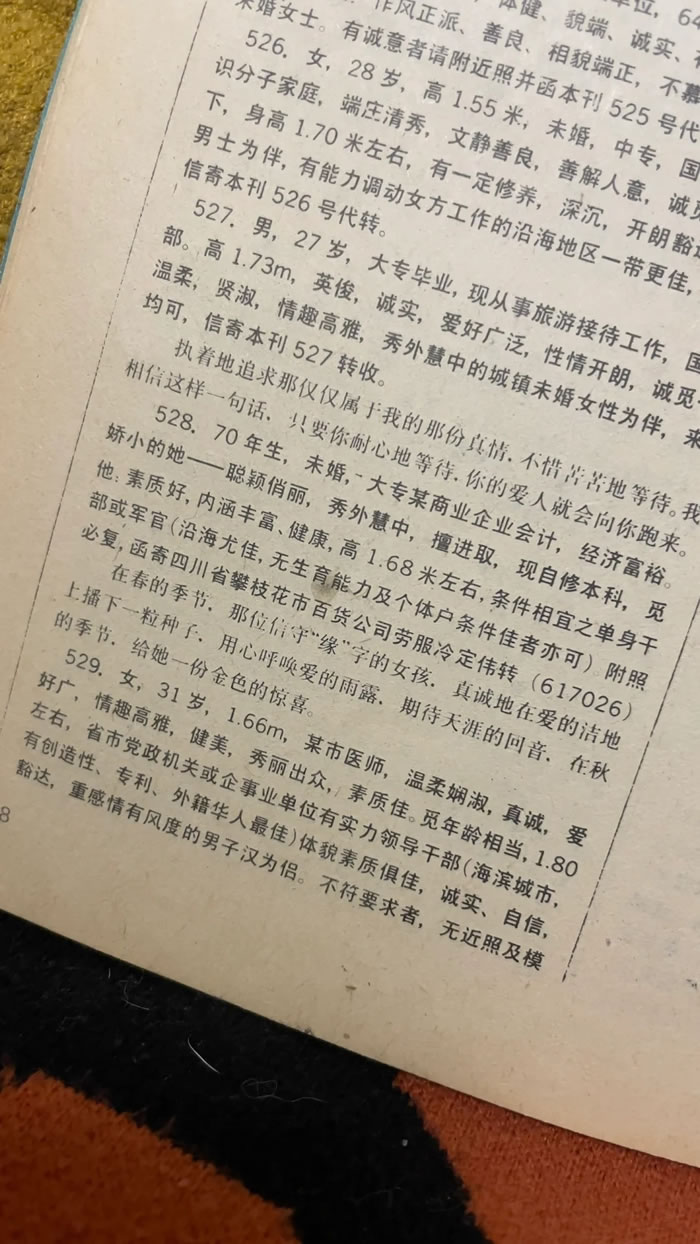 体健、貌端、诚实、
作风正派、善良、相貌端正，不慕
未婚女士。有诚意者请附近照并函本刊 525 号代
526．女，28 岁，高 1.55 米，未婚，中专，国
识分子家庭，端庄清秀，文静善良，善解人意，诚觅
下，身高 1.70 米左右，有一定修养，深沉，开朗豁达
男士为伴，有能力调动女方工作的沿海地区一带更佳，
信寄本刊 526 号代转。
527．男，27 岁，大专毕业，现从事旅游接待工作，国
部。高 1.73m，英俊，诚实，爱好广泛，性情开朗，诚觅
温柔，贤淑，情趣高雅，秀外慧中的城镇未婚女性为伴，来
均可，信寄本刊 527 转收。
执着地追求那仅仅属于我的那份真情，不惜苦苦地等待。我
相信这样一句话，只要你耐心地等待，你的爱人就会向你跑来。
528．70 年生，未婚，大专某商业企业会计，经济富裕。
娇小的她——聪颖俏丽，秀外慧中，擅进取，现自修本科，觅
他：素质好，内涵丰富、健康，高 1.68 米左右，条件相宜之单身干
部或军官（沿海尤佳，无生育能力及个体户条件佳者亦可）附照
必复，函寄四川省攀枝花市百货公司劳服冷定伟转（617026）
在春的季节，那位信守“缘”字的女孩，真诚地在爱的洁地
上播下一粒种子，用心呼唤爱的雨露，期待天涯的回音，在秋
的季节，给她一份金色的惊喜。
529．女，31 岁，1.66m，某市医师，温柔娴淑，真诚，爱
好广，情趣高雅，健美，秀丽出众，素质佳。觅年龄相当，1.80
左右，省市党政机关或企事业单位有实力领导干部（海滨城市，
有创造性、专利、外籍华人最佳）体貌素质俱佳，诚实、自信，
豁达，重感情有风度的男子汉为侣。不符要求者，无近照及模
8